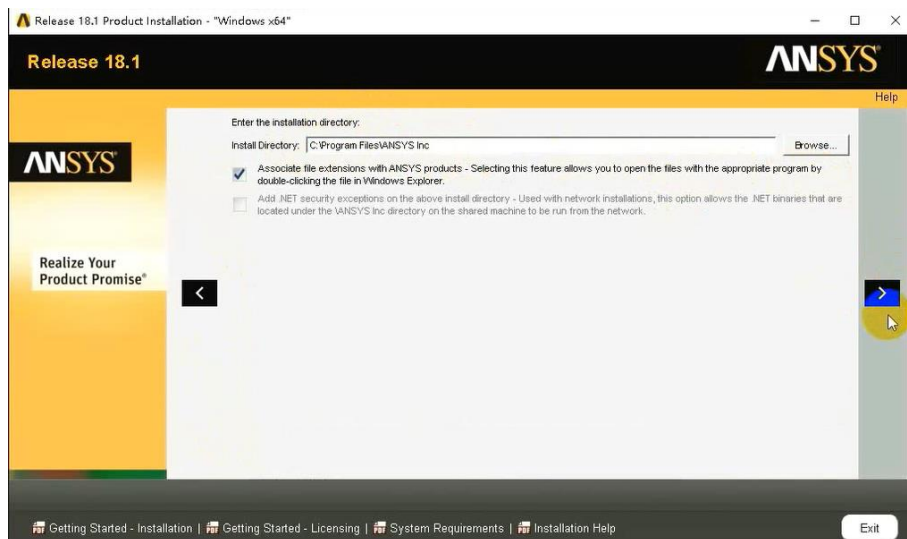 Release 18.1 Product Installation - "Windows x64"
Release 18.1
ANSYS®
Help
ANSYS®
Realize Your
Product Promise®
Enter the installation directory:
Install Directory: C:\Program Files\ANSYS Inc
Browse...
Associate file extensions with ANSYS products - Selecting this feature allows you to open the files with the appropriate program by
double-clicking the file in Windows Explorer.
Add .NET security exceptions on the above install directory - Used with network installations, this option allows the .NET binaries that are
located under the \ANSYS Inc directory on the shared machine to be run from the network.
Getting Started - Installation | Getting Started - Licensing | System Requirements | Installation Help
Exit